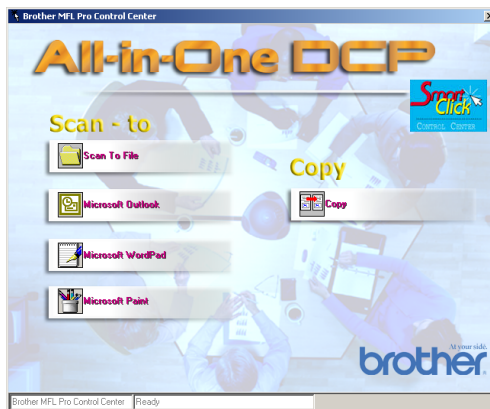 Brother MFL Pro Control Center
All-in-One DCP
Smart
Click
CONTROL CENTER
Scan - to
Scan To File
Microsoft Outlook
Microsoft WordPad
Microsoft Paint
Copy
Copy
At your side.
brother
Brother MFL Pro Control Center
Ready